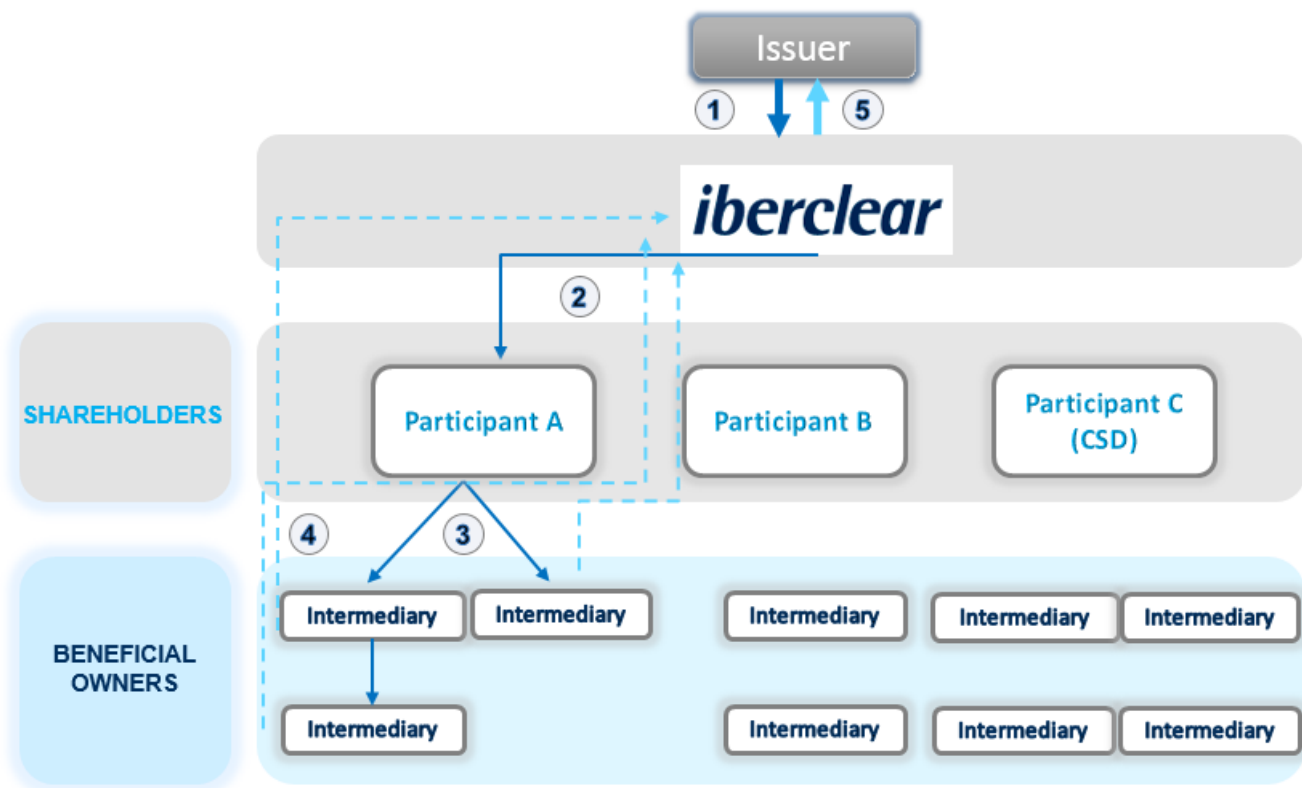 Issuer
1
5
iberclear
2
SHAREHOLDERS
Participant A
Participant B
Participant C
(CSD)
4
3
BENEFICIAL
OWNERS
Intermediary
Intermediary
Intermediary
Intermediary
Intermediary
Intermediary
Intermediary
Intermediary
Intermediary